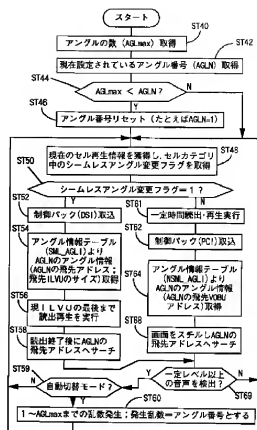 スタート
ST40
アングルの数 (AGLmax) 取得
ST42
現在設定されているアングル番号 (AGLN) 取得
ST44
AGLmax < AGLN?
N
Y
ST46
アングル番号リセット (たとえばAGLN=1)
ST48
現在のセル再生情報を獲得し、セルカテゴリ
中のシームレスアングル変更フラグを取得
ST50
シームレスアングル変更フラグ=1?
Y
N
ST52
制御パック(DSI)取込
ST54
アングル情報テーブル
(SML_AGLI) より
AGLNのアングル情報
(AGLNの飛先アドレス;
飛先ILVUのサイズ) 取得
ST56
現ILVUの最後まで
読出再生を実行
ST58
読出終了後にAGLNの
飛先アドレスへサーチ
ST61
一定時間読出・再生実行
ST62
制御パック(PCI)取込
アングル情報テーブル
(NSML_AGLI) より
AGLNのアングル情報
(AGLNの飛先VOBU
アドレス) 取得
ST68
画面をスチルしAGLNの
飛先アドレスへサーチ
ST59
自動切替モード?
N
Y
一定レベル以上
の音声を検出?
N
Y
ST69
ST60
1~AGLmaxまでの乱数発生;発生乱数=アングル番号とする